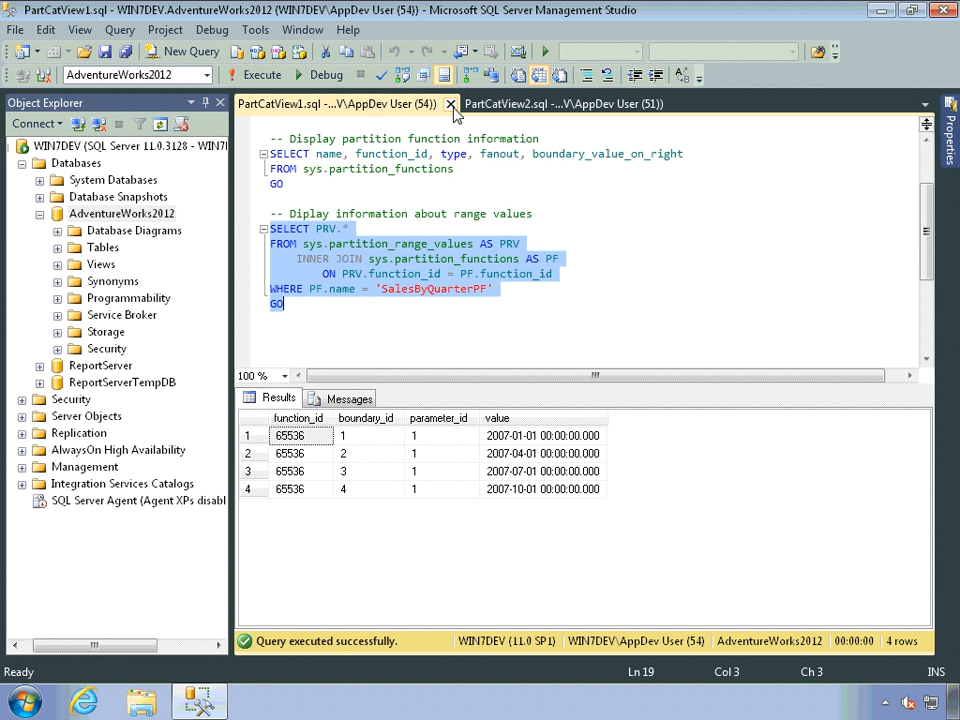 PartCatView1.sql - WIN7DEV.AdventureWorks2012 (WIN7DEV\AppDev User (54)) - Microsoft SQL Server Management Studio
File Edit View Query Project Debug Tools Window Help
New Query
AdventureWorks2012 Execute Debug
Object Explorer
Connect
WIN7DEV (SQL Server 11.0.3128 - WIN7I
Databases
System Databases
Database Snapshots
AdventureWorks2012
Database Diagrams
Tables
Views
Synonyms
Programmability
Service Broker
Storage
Security
ReportServer
ReportServerTempDB
Security
Server Objects
Replication
AlwaysOn High Availability
Management
Integration Services Catalogs
SQL Server Agent (Agent XPs disabl
PartCatView1.sql -...V\AppDev User (54)) PartCatView2.sql -...V\AppDev User (51))
-- Display partition function information
SELECT name, function_id, type, fanout, boundary_value_on_right
FROM sys.partition_functions
GO
-- Diplay information about range values
SELECT PRV.*
FROM sys.partition_range_values AS PRV
INNER JOIN sys.partition_functions AS PF
ON PRV.function_id = PF.function_id
WHERE PF.name = 'SalesByQuarterPF'
GO
100 %
Results Messages
function_id boundary_id parameter_id value
1 65536 1 1 2007-01-01 00:00:00.000
2 65536 2 1 2007-04-01 00:00:00.000
3 65536 3 1 2007-07-01 00:00:00.000
4 65536 4 1 2007-10-01 00:00:00.000
Query executed successfully. WIN7DEV (11.0 SP1) WIN7DEV\AppDev User (54) AdventureWorks2012 00:00:00 4 rows
Properties
Ready Ln 19 Col 3 Ch 3 INS